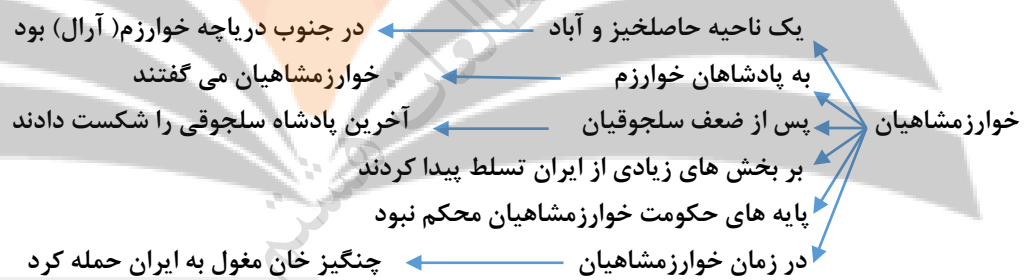 یک ناحیه حاصلخیز و آباد در جنوب دریاچه خوارزم( آرال) بود
به پادشاهان خوارزم خوارزمشاهیان می گفتند
خوارزمشاهیان پس از ضعف سلجوقیان آخرین پادشاه سلجوقی را شکست دادند
بر بخش های زیادی از ایران تسلط پیدا کردند
پایه های حکومت خوارزمشاهیان محکم نبود
در زمان خوارزمشاهیان چنگیز خان مغول به ایران حمله کرد